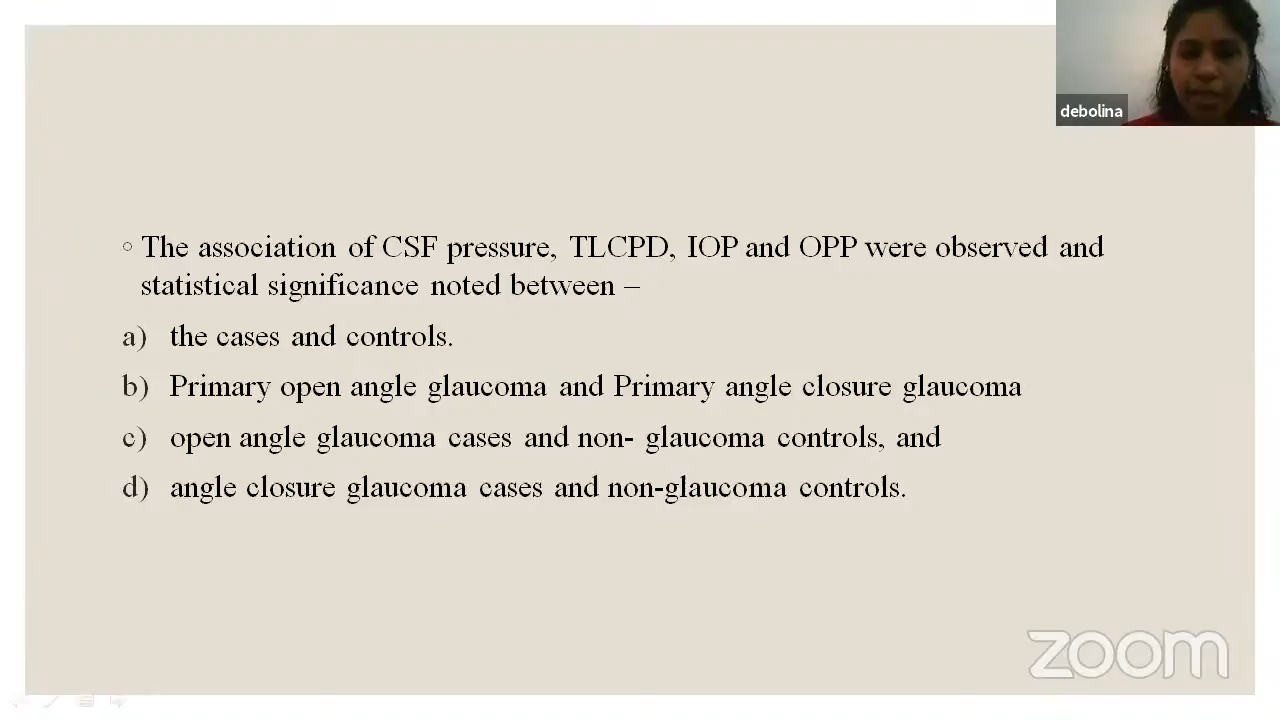 debolina
◦ The association of CSF pressure, TLCPD, IOP and OPP were observed and
statistical significance noted between –
a) the cases and controls.
b) Primary open angle glaucoma and Primary angle closure glaucoma
c) open angle glaucoma cases and non- glaucoma controls, and
d) angle closure glaucoma cases and non-glaucoma controls.
zoom